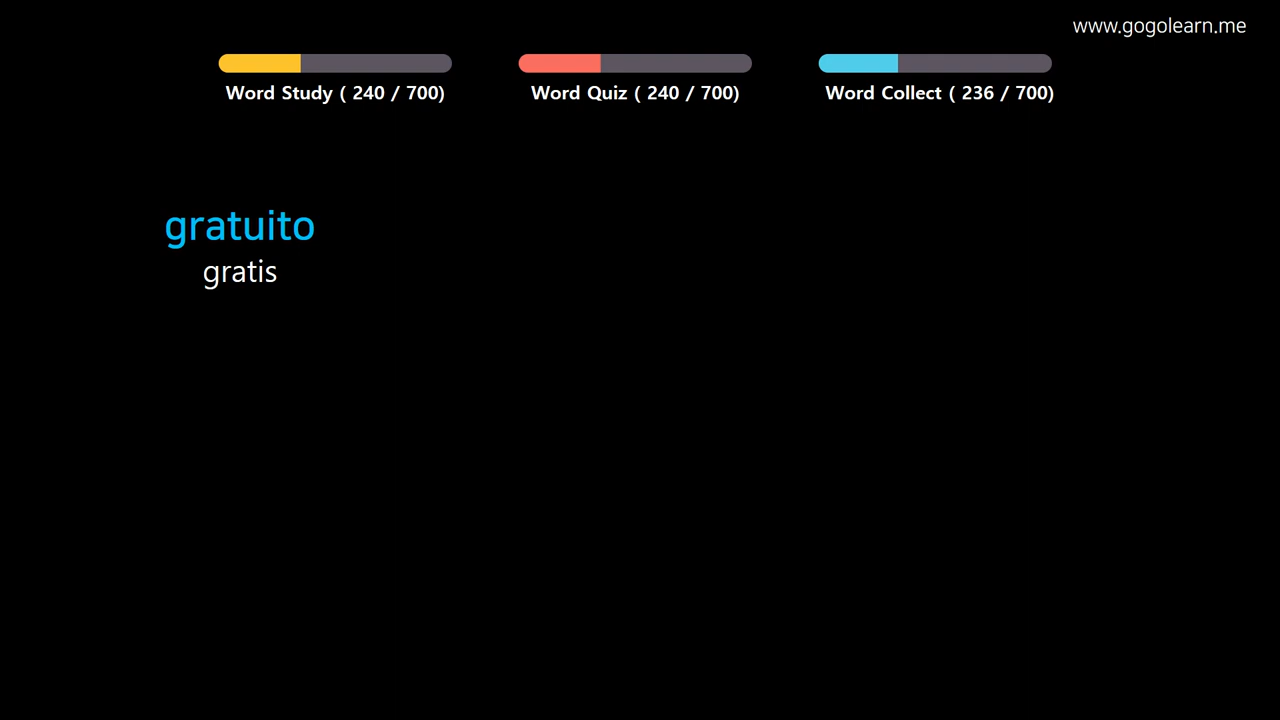 www.gogolearn.me
Word Study ( 240 / 700)
Word Quiz ( 240 / 700)
Word Collect ( 236 / 700)
gratuito
gratis